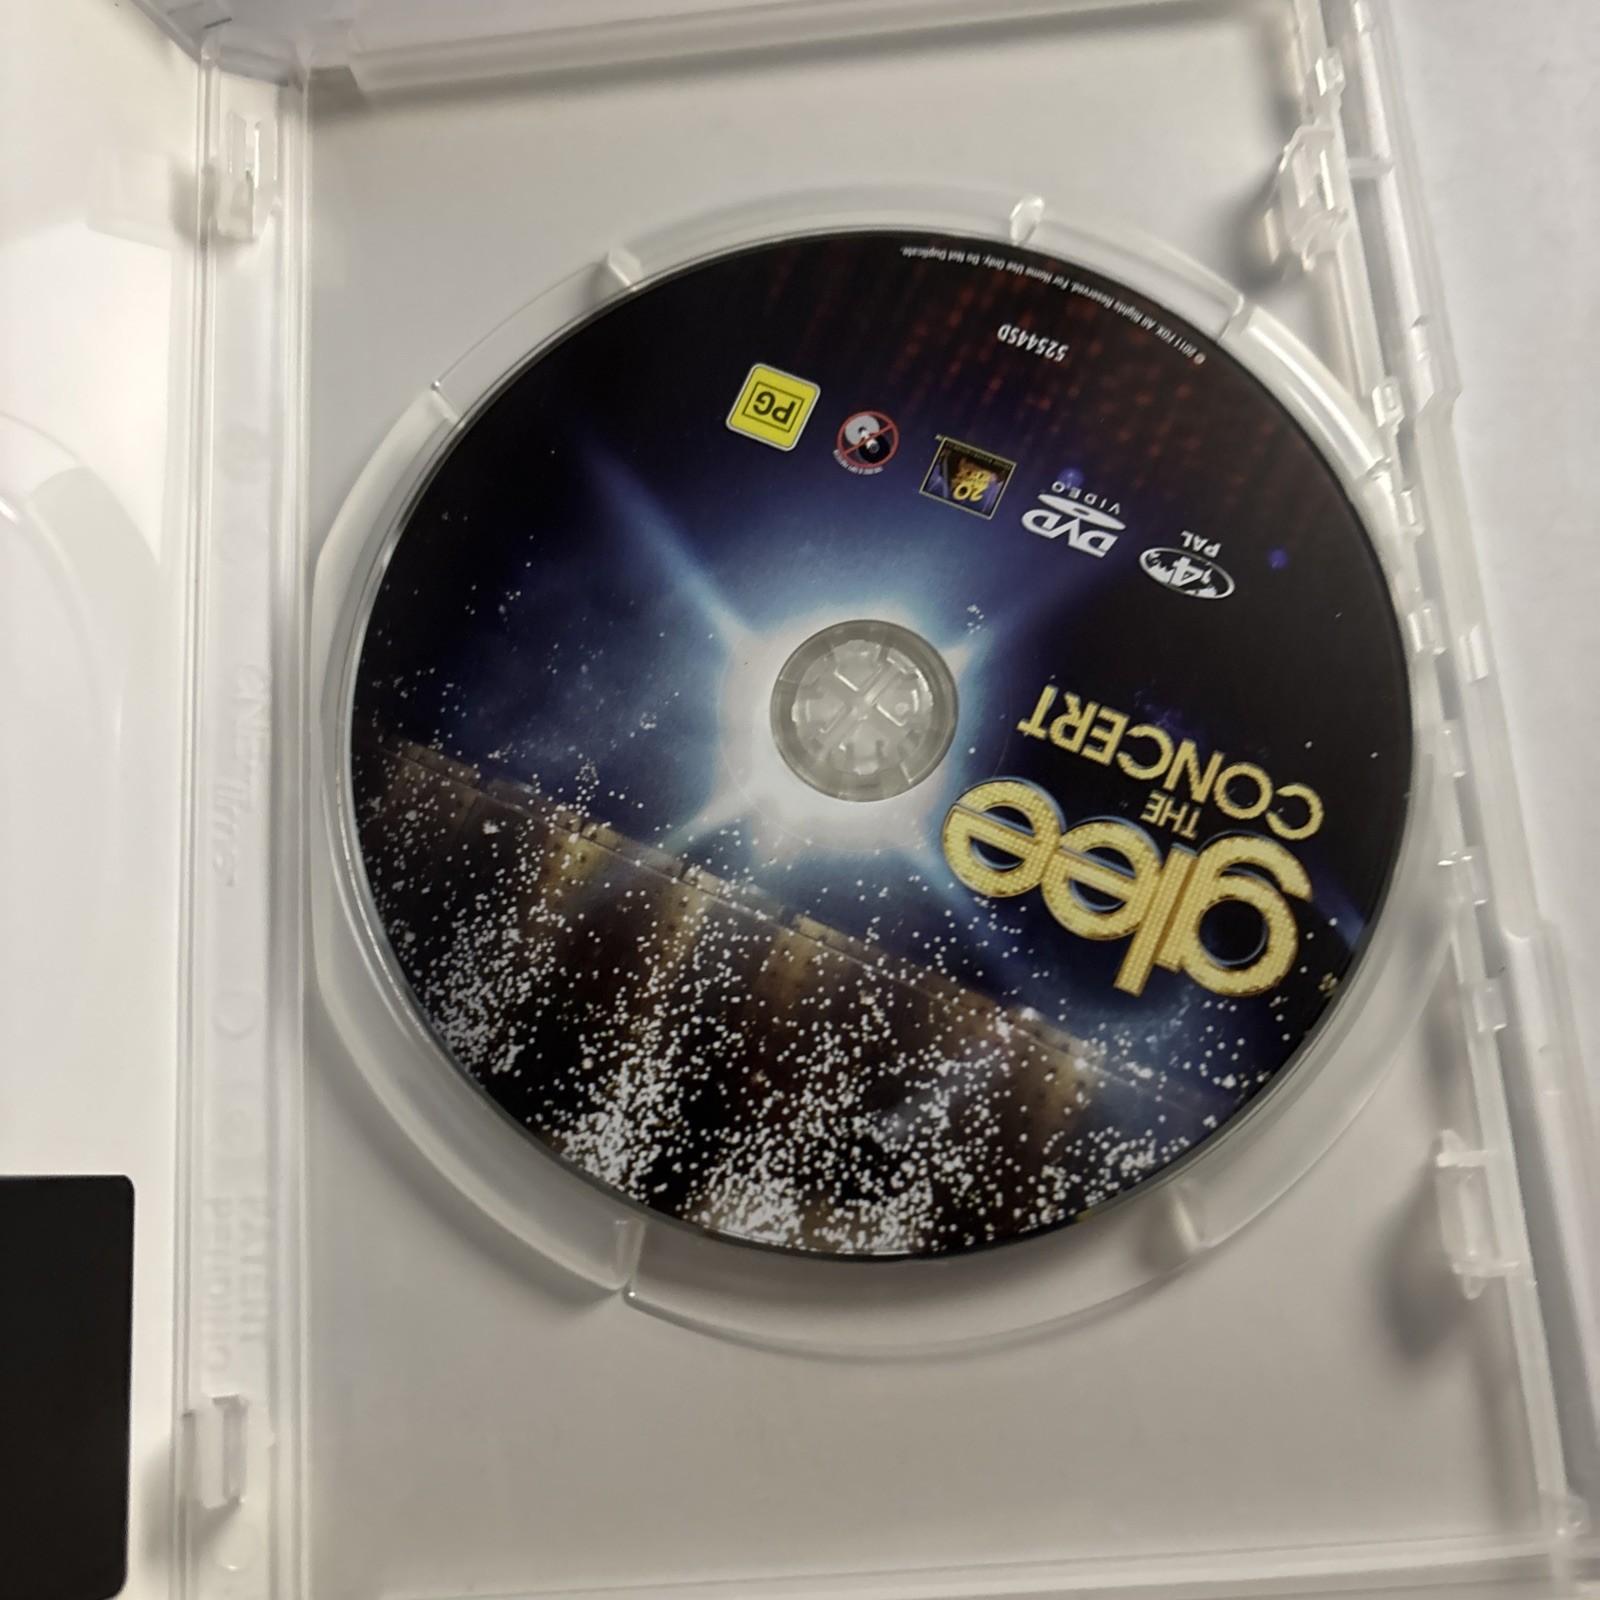 glee
THE
CONCERT
4
PAL
DVD
VIDEO
20
PG
52544SD
© 2011 FOX. All Rights Reserved. For Home Use Only. Do Not Duplicate.